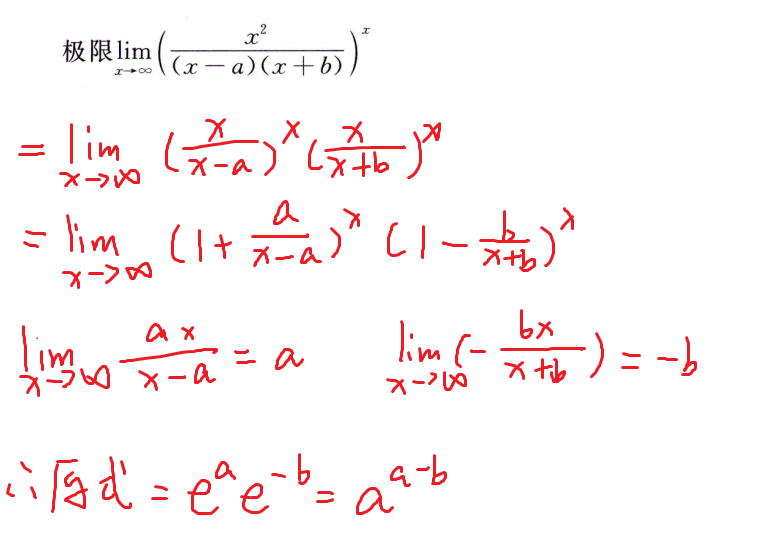 极限lim_{x→∞}(x²/((x-a)(x+b)))^x
= lim_{x→∞} (x/(x-a))^x (x/(x+b))^x
= lim_{x→∞} (1+ a/(x-a))^x (1- b/(x+b))^x
lim_{x→∞} ax/(x-a) = a lim_{x→∞} (- bx/(x+b)) = -b
∴原式 = e^a e^{-b} = a^{a-b}